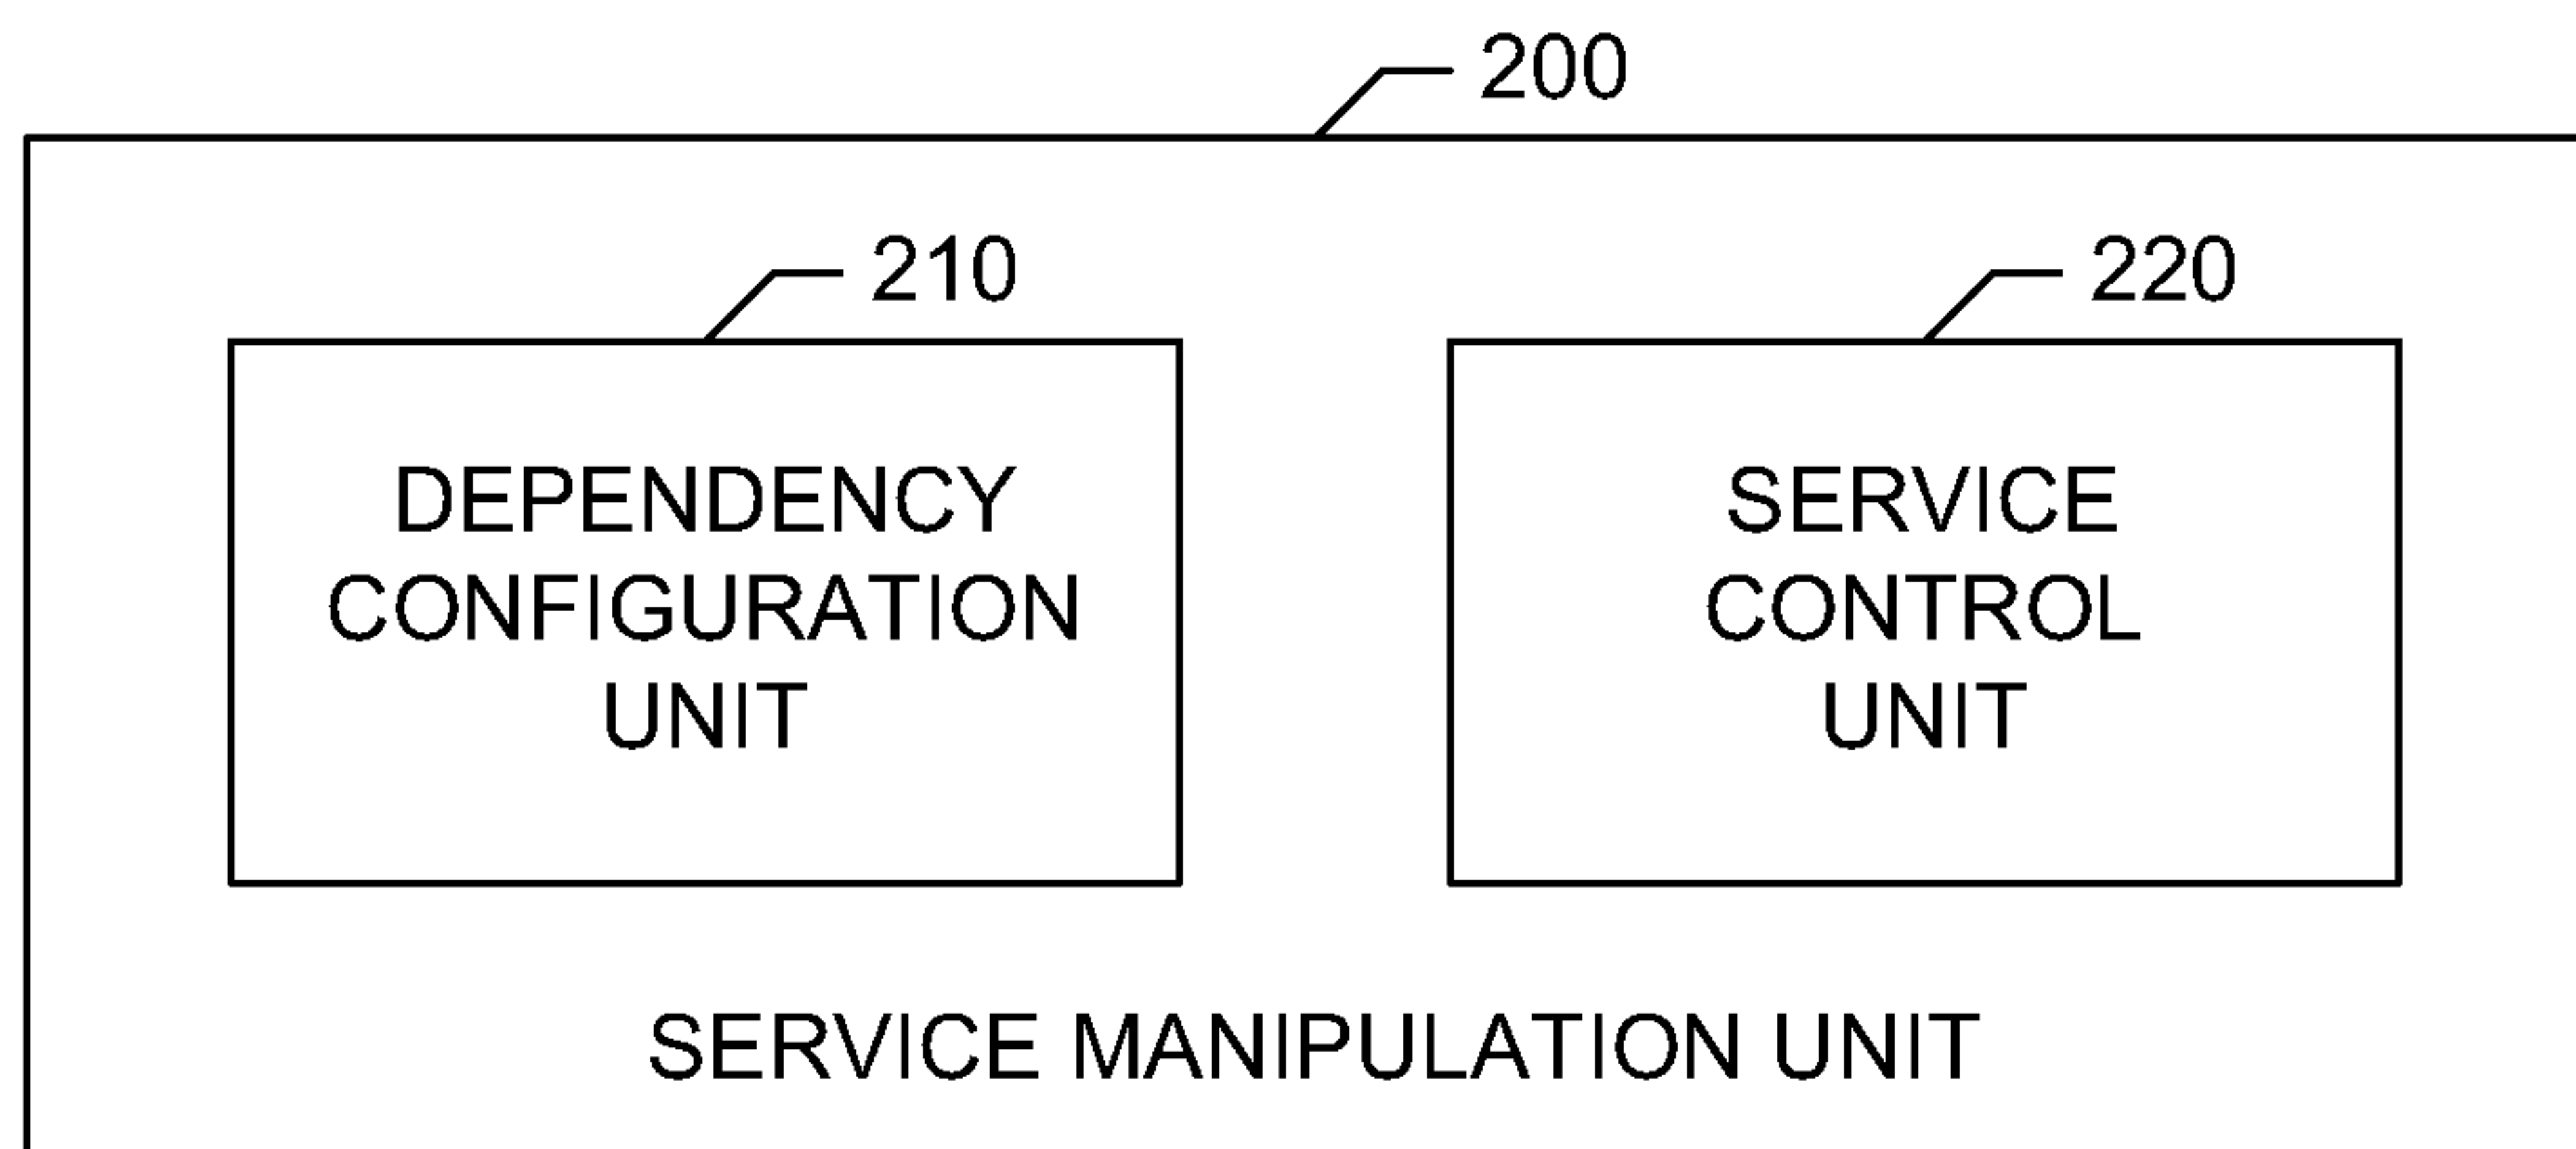 200
210
220
DEPENDENCY
CONFIGURATION
UNIT
SERVICE
CONTROL
UNIT
SERVICE MANIPULATION UNIT